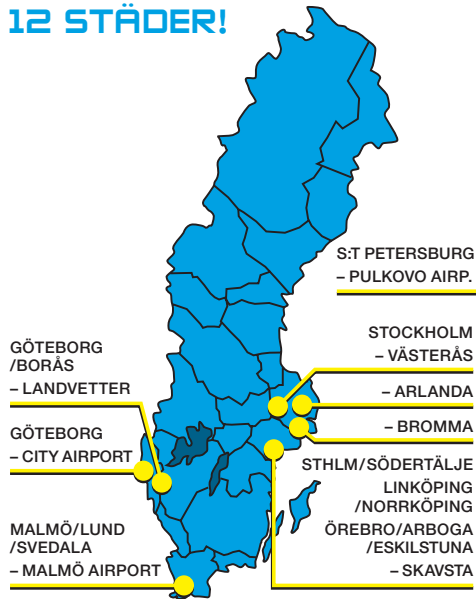 12 STÄDER!
S:T PETERSBURG
– PULKOVO AIRP.
STOCKHOLM
– VÄSTERÅS
– ARLANDA
– BROMMA
STHLM/SÖDERTÄLJE
LINKÖPING
/NORRKÖPING
ÖREBRO/ARBOGA
/ESKILSTUNA
– SKAVSTA
GÖTEBORG
/BORÅS
– LANDVETTER
GÖTEBORG
– CITY AIRPORT
MALMÖ/LUND
/SVEDALA
– MALMÖ AIRPORT